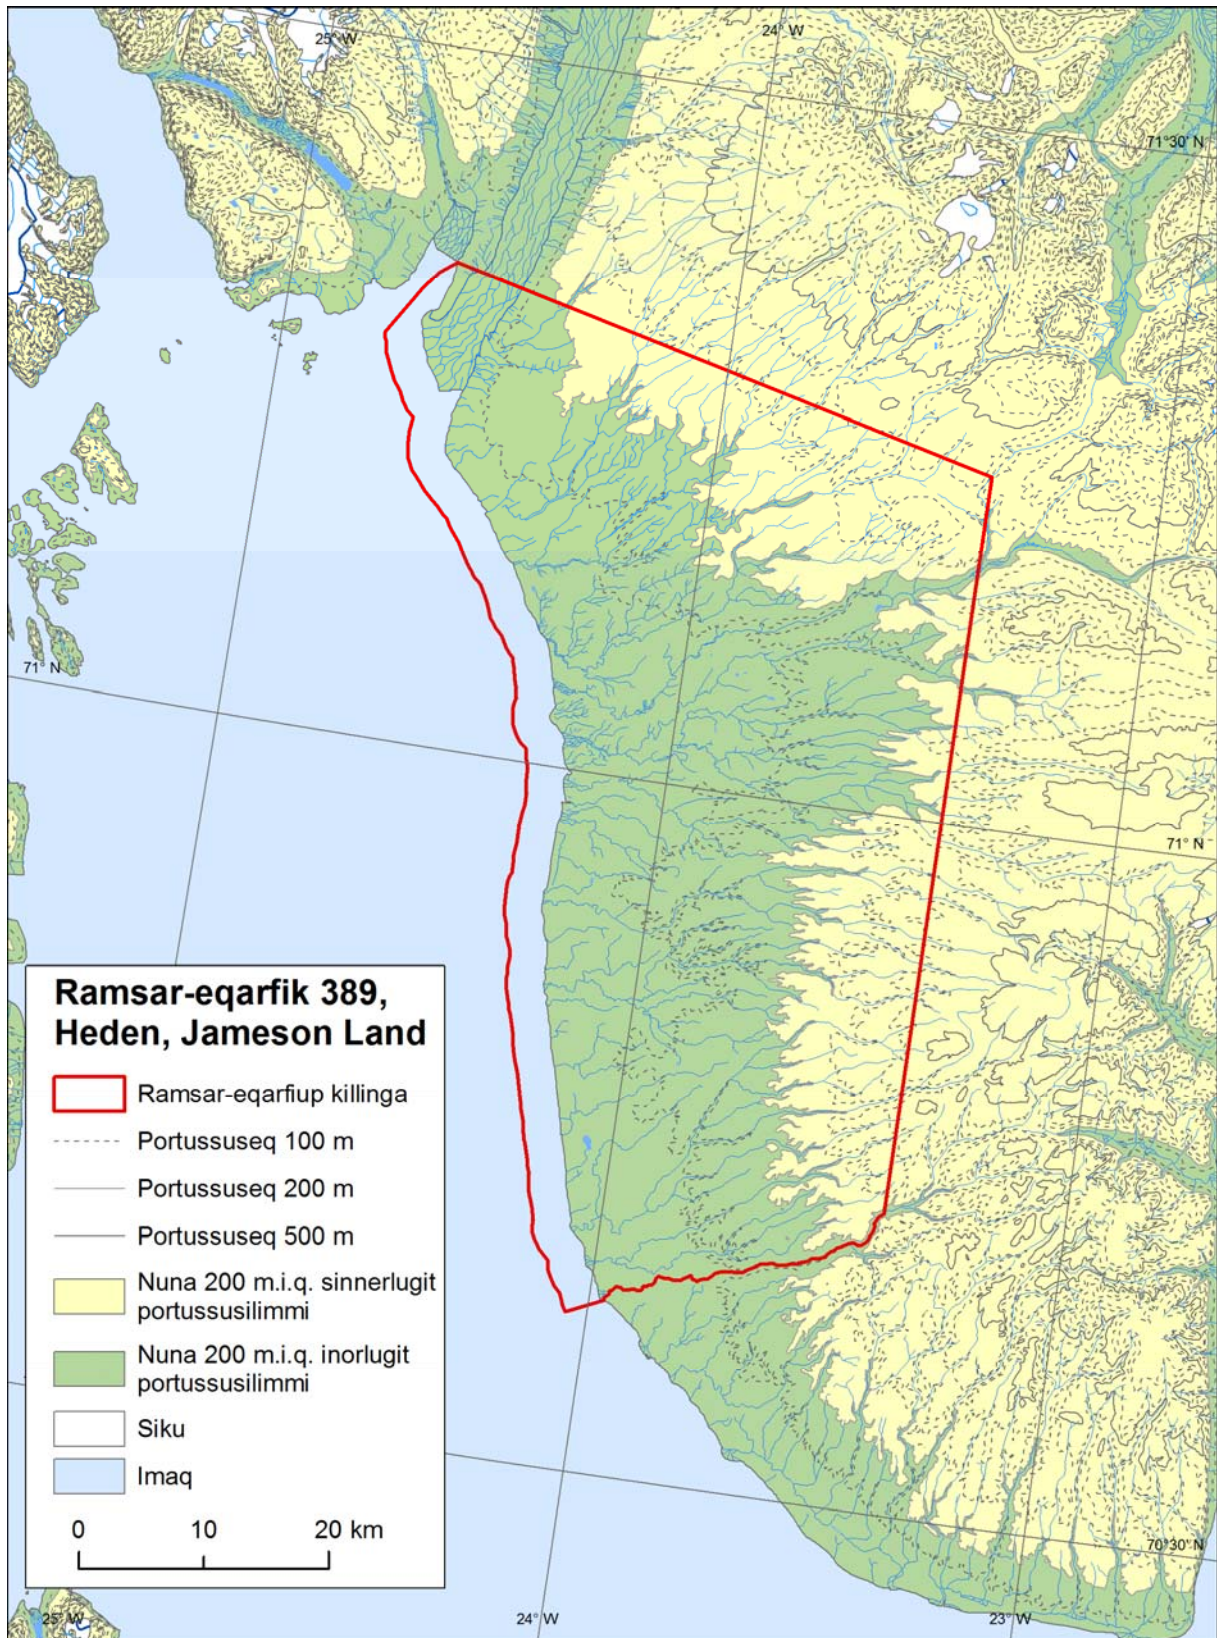 25° W
24° W
71°30' N
71° N
71° N
Ramsar-eqarfik 389,
Heden, Jameson Land
Ramsar-eqarfiup killinga
Portussuseq 100 m
Portussuseq 200 m
Portussuseq 500 m
Nuna 200 m.i.q. sinnerlugit
portussusilimmi
Nuna 200 m.i.q. inorlugit
portussusilimmi
Siku
Imaq
0 10 20 km
70°30' N
25° W
24° W
23° W